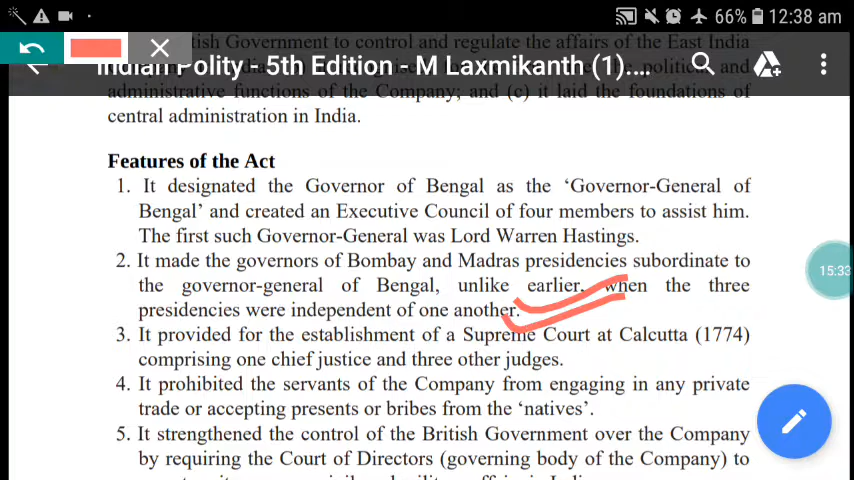 66% 12:38 am
tish Government to control and regulate the affairs of the East India
Indian Polity - 5th Edition - M Laxmikanth (1)....
political and
administrative functions of the Company; and (c) it laid the foundations of
central administration in India.
Features of the Act
1. It designated the Governor of Bengal as the ‘Governor-General of
Bengal’ and created an Executive Council of four members to assist him.
The first such Governor-General was Lord Warren Hastings.
2. It made the governors of Bombay and Madras presidencies subordinate to
the governor-general of Bengal, unlike earlier, when the three
presidencies were independent of one another.
15:33
3. It provided for the establishment of a Supreme Court at Calcutta (1774)
comprising one chief justice and three other judges.
4. It prohibited the servants of the Company from engaging in any private
trade or accepting presents or bribes from the ‘natives’.
5. It strengthened the control of the British Government over the Company
by requiring the Court of Directors (governing body of the Company) to